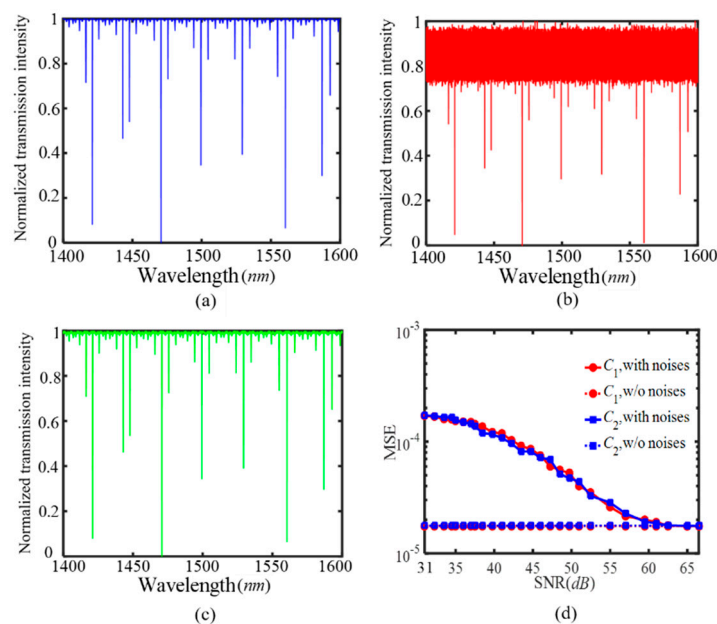 Normalized transmission intensity
1
0.8
0.6
0.4
0.2
0
1400 1450 1500 1550 1600
Wavelength(nm)
(a)
Normalized transmission intensity
1
0.8
0.6
0.4
0.2
0
1400 1450 1500 1550 1600
Wavelength(nm)
(b)
Normalized transmission intensity
1
0.8
0.6
0.4
0.2
0
1400 1450 1500 1550 1600
Wavelength(nm)
(c)
MSE
10-3
10-4
10-5
C1,with noises
C1,w/o noises
C2,with noises
C2,w/o noises
31 35 40 45 50 55 60 65
SNR(dB)
(d)